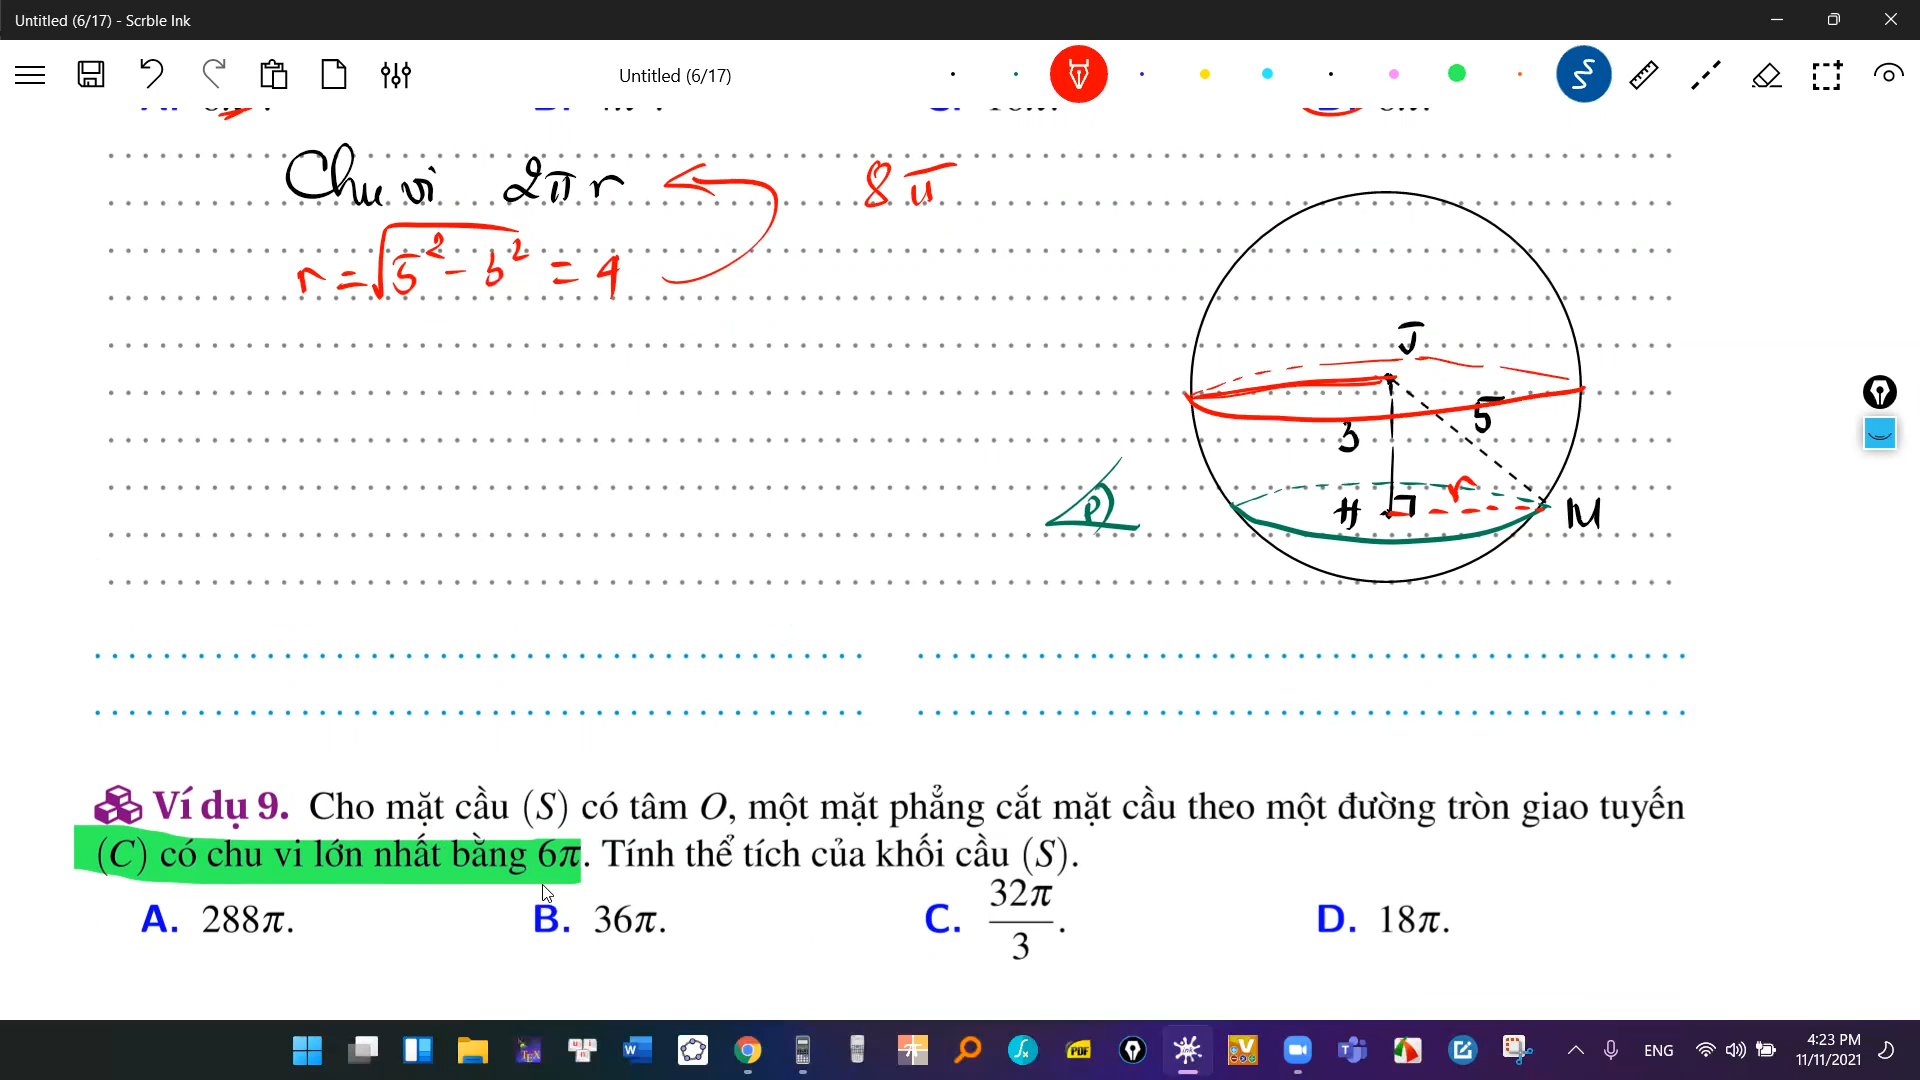 Untitled (6/17) - Scrble Ink
Untitled (6/17)
Chu vi 2πr 8π
r = √5² - 3² = 4
J
5
3
r
(P)
H
M
Ví dụ 9. Cho mặt cầu (S) có tâm O, một mặt phẳng cắt mặt cầu theo một đường tròn giao tuyến
(C) có chu vi lớn nhất bằng 6π. Tính thể tích của khối cầu (S).
A. 288π. B. 36π. C. 32π/3. D. 18π.
ENG
4:23 PM
11/11/2021